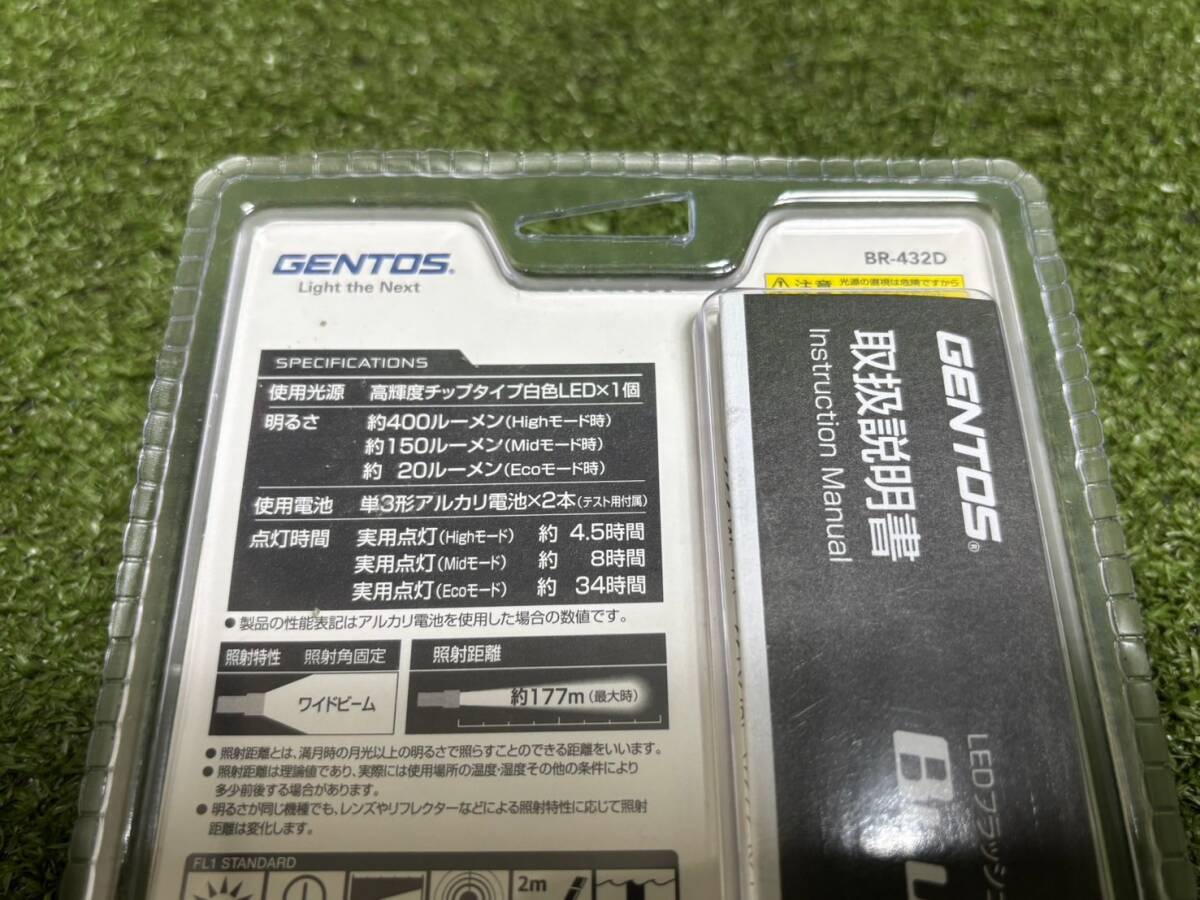 GENTOS.
Light the Next
BR-432D
注意 光源の直視は危険ですから
SPECIFICATIONS
使用光源 高輝度チップタイプ白色LED×1個
明るさ 約400ルーメン(Highモード時)
約150ルーメン(Midモード時)
約 20ルーメン(Ecoモード時)
使用電池 単3形アルカリ電池×2本(テスト用付属)
点灯時間 実用点灯(Highモード) 約 4.5時間
実用点灯(Midモード) 約 8時間
実用点灯(Ecoモード) 約 34時間
● 製品の性能表記はアルカリ電池を使用した場合の数値です。
照射特性 照射角固定
ワイドビーム
照射距離
約177m(最大時)
● 照射距離とは、満月時の月光以上の明るさで照らすことのできる距離をいいます。
● 照射距離は理論値であり、実際には使用場所の温度・湿度その他の条件により
多少前後する場合があります。
● 明るさが同じ機種でも、レンズやリフレクターなどによる照射特性に応じて照射
距離は変化します。
FL1 STANDARD
2m
GENTOS®
取扱説明書
Instruction Manual
LEDフラッシュ
B